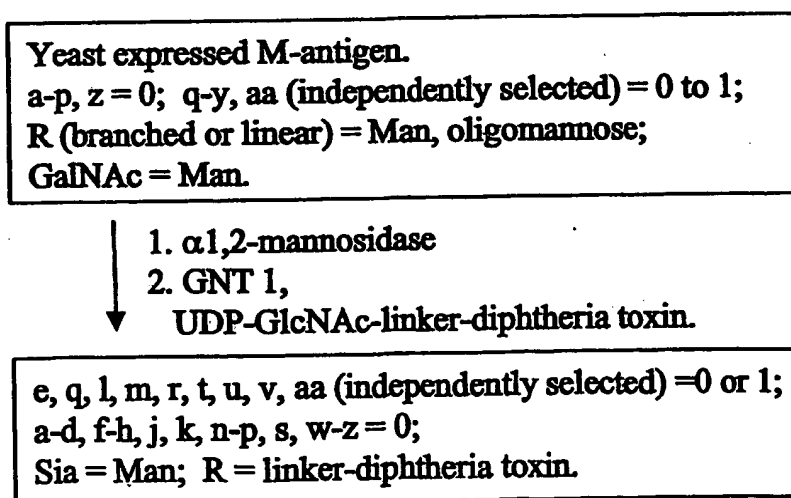 Yeast expressed M-antigen.
a-p, z = 0; q-y, aa (independently selected) = 0 to 1;
R (branched or linear) = Man, oligomannose;
GalNAc = Man.
1. α1,2-mannosidase
2. GNT 1,
UDP-GlcNAc-linker-diphtheria toxin.
e, q, l, m, r, t, u, v, aa (independently selected) =0 or 1;
a-d, f-h, j, k, n-p, s, w-z = 0;
Sia = Man; R = linker-diphtheria toxin.